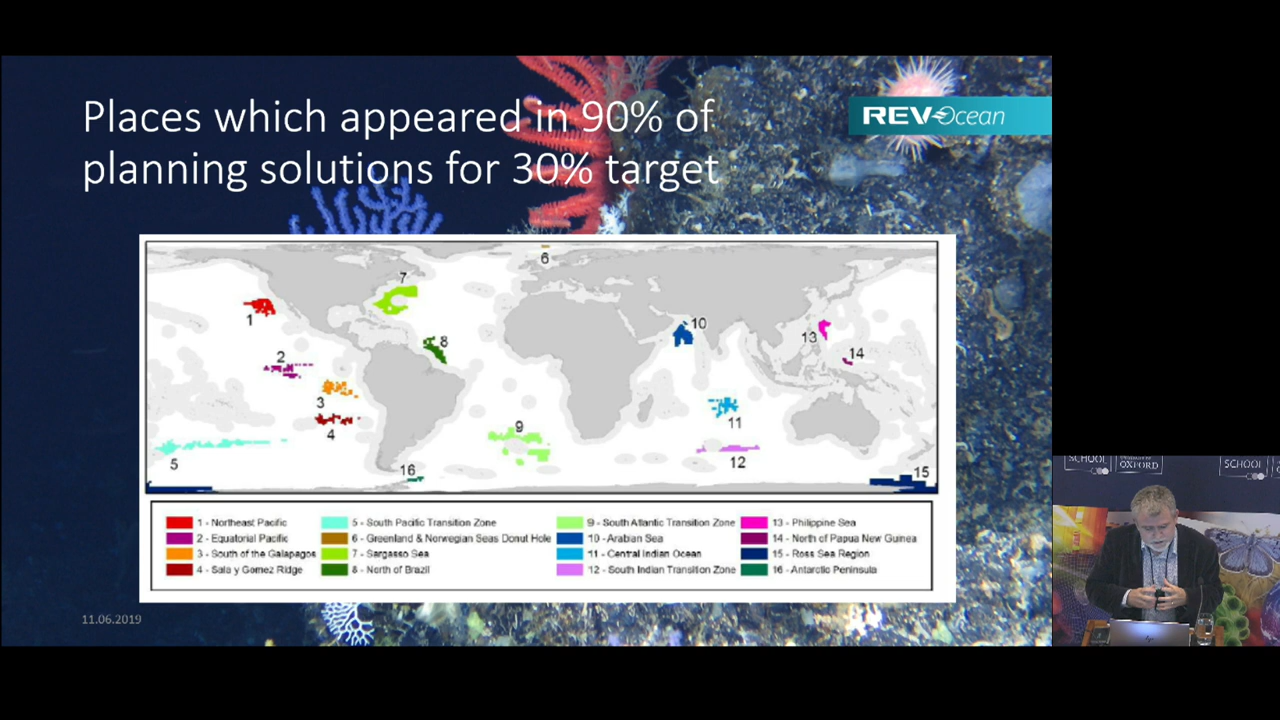 Places which appeared in 90% of
planning solutions for 30% target
REV Ocean
6
7
1
10
8
13
14
2
3
4
9
11
5
12
16
15
1 - Northeast Pacific
2 - Equatorial Pacific
3 - South of the Galapagos
4 - Sala y Gomez Ridge
5 - South Pacific Transition Zone
6 - Greenland & Norwegian Seas Donut Hole
7 - Sargasso Sea
8 - North of Brazil
9 - South Atlantic Transition Zone
10 - Arabian Sea
11 - Central Indian Ocean
12 - South Indian Transition Zone
13 - Philippine Sea
14 - North of Papua New Guinea
15 - Ross Sea Region
16 - Antarctic Peninsula
11.06.2019
SCHOOL
OXFORD
SCHOOL
hp